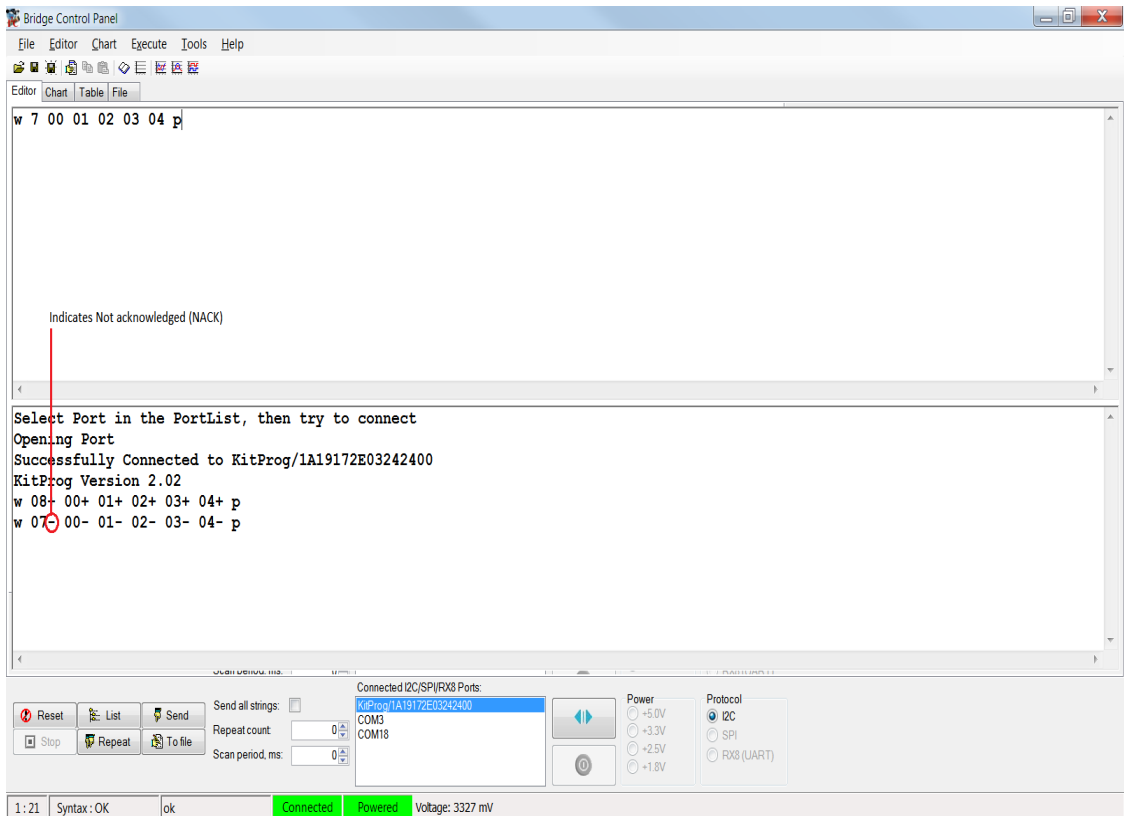 Bridge Control Panel
File Editor Chart Execute Tools Help
Editor Chart Table File
w 7 00 01 02 03 04 p
Indicates Not acknowledged (NACK)
Select Port in the PortList, then try to connect
Opening Port
Successfully Connected to KitProg/1A19172E03242400
KitProg Version 2.02
w 08+ 00+ 01+ 02+ 03+ 04+ p
w 07- 00- 01- 02- 03- 04- p
Scan period, ms:
RX8 (UART)
Connected I2C/SPI/RX8 Ports:
Reset List Send
Stop Repeat To file
Send all strings:
Repeat count: 0
Scan period, ms: 0
KitProg/1A19172E03242400
COM3
COM18
Power
+5.0V
+3.3V
+2.5V
+1.8V
Protocol
I2C
SPI
RX8 (UART)
1 : 21 Syntax : OK ok Connected Powered Voltage: 3327 mV